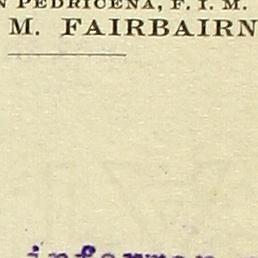 N PEDRICENA, F. I. M.
M. FAIRBAIRN